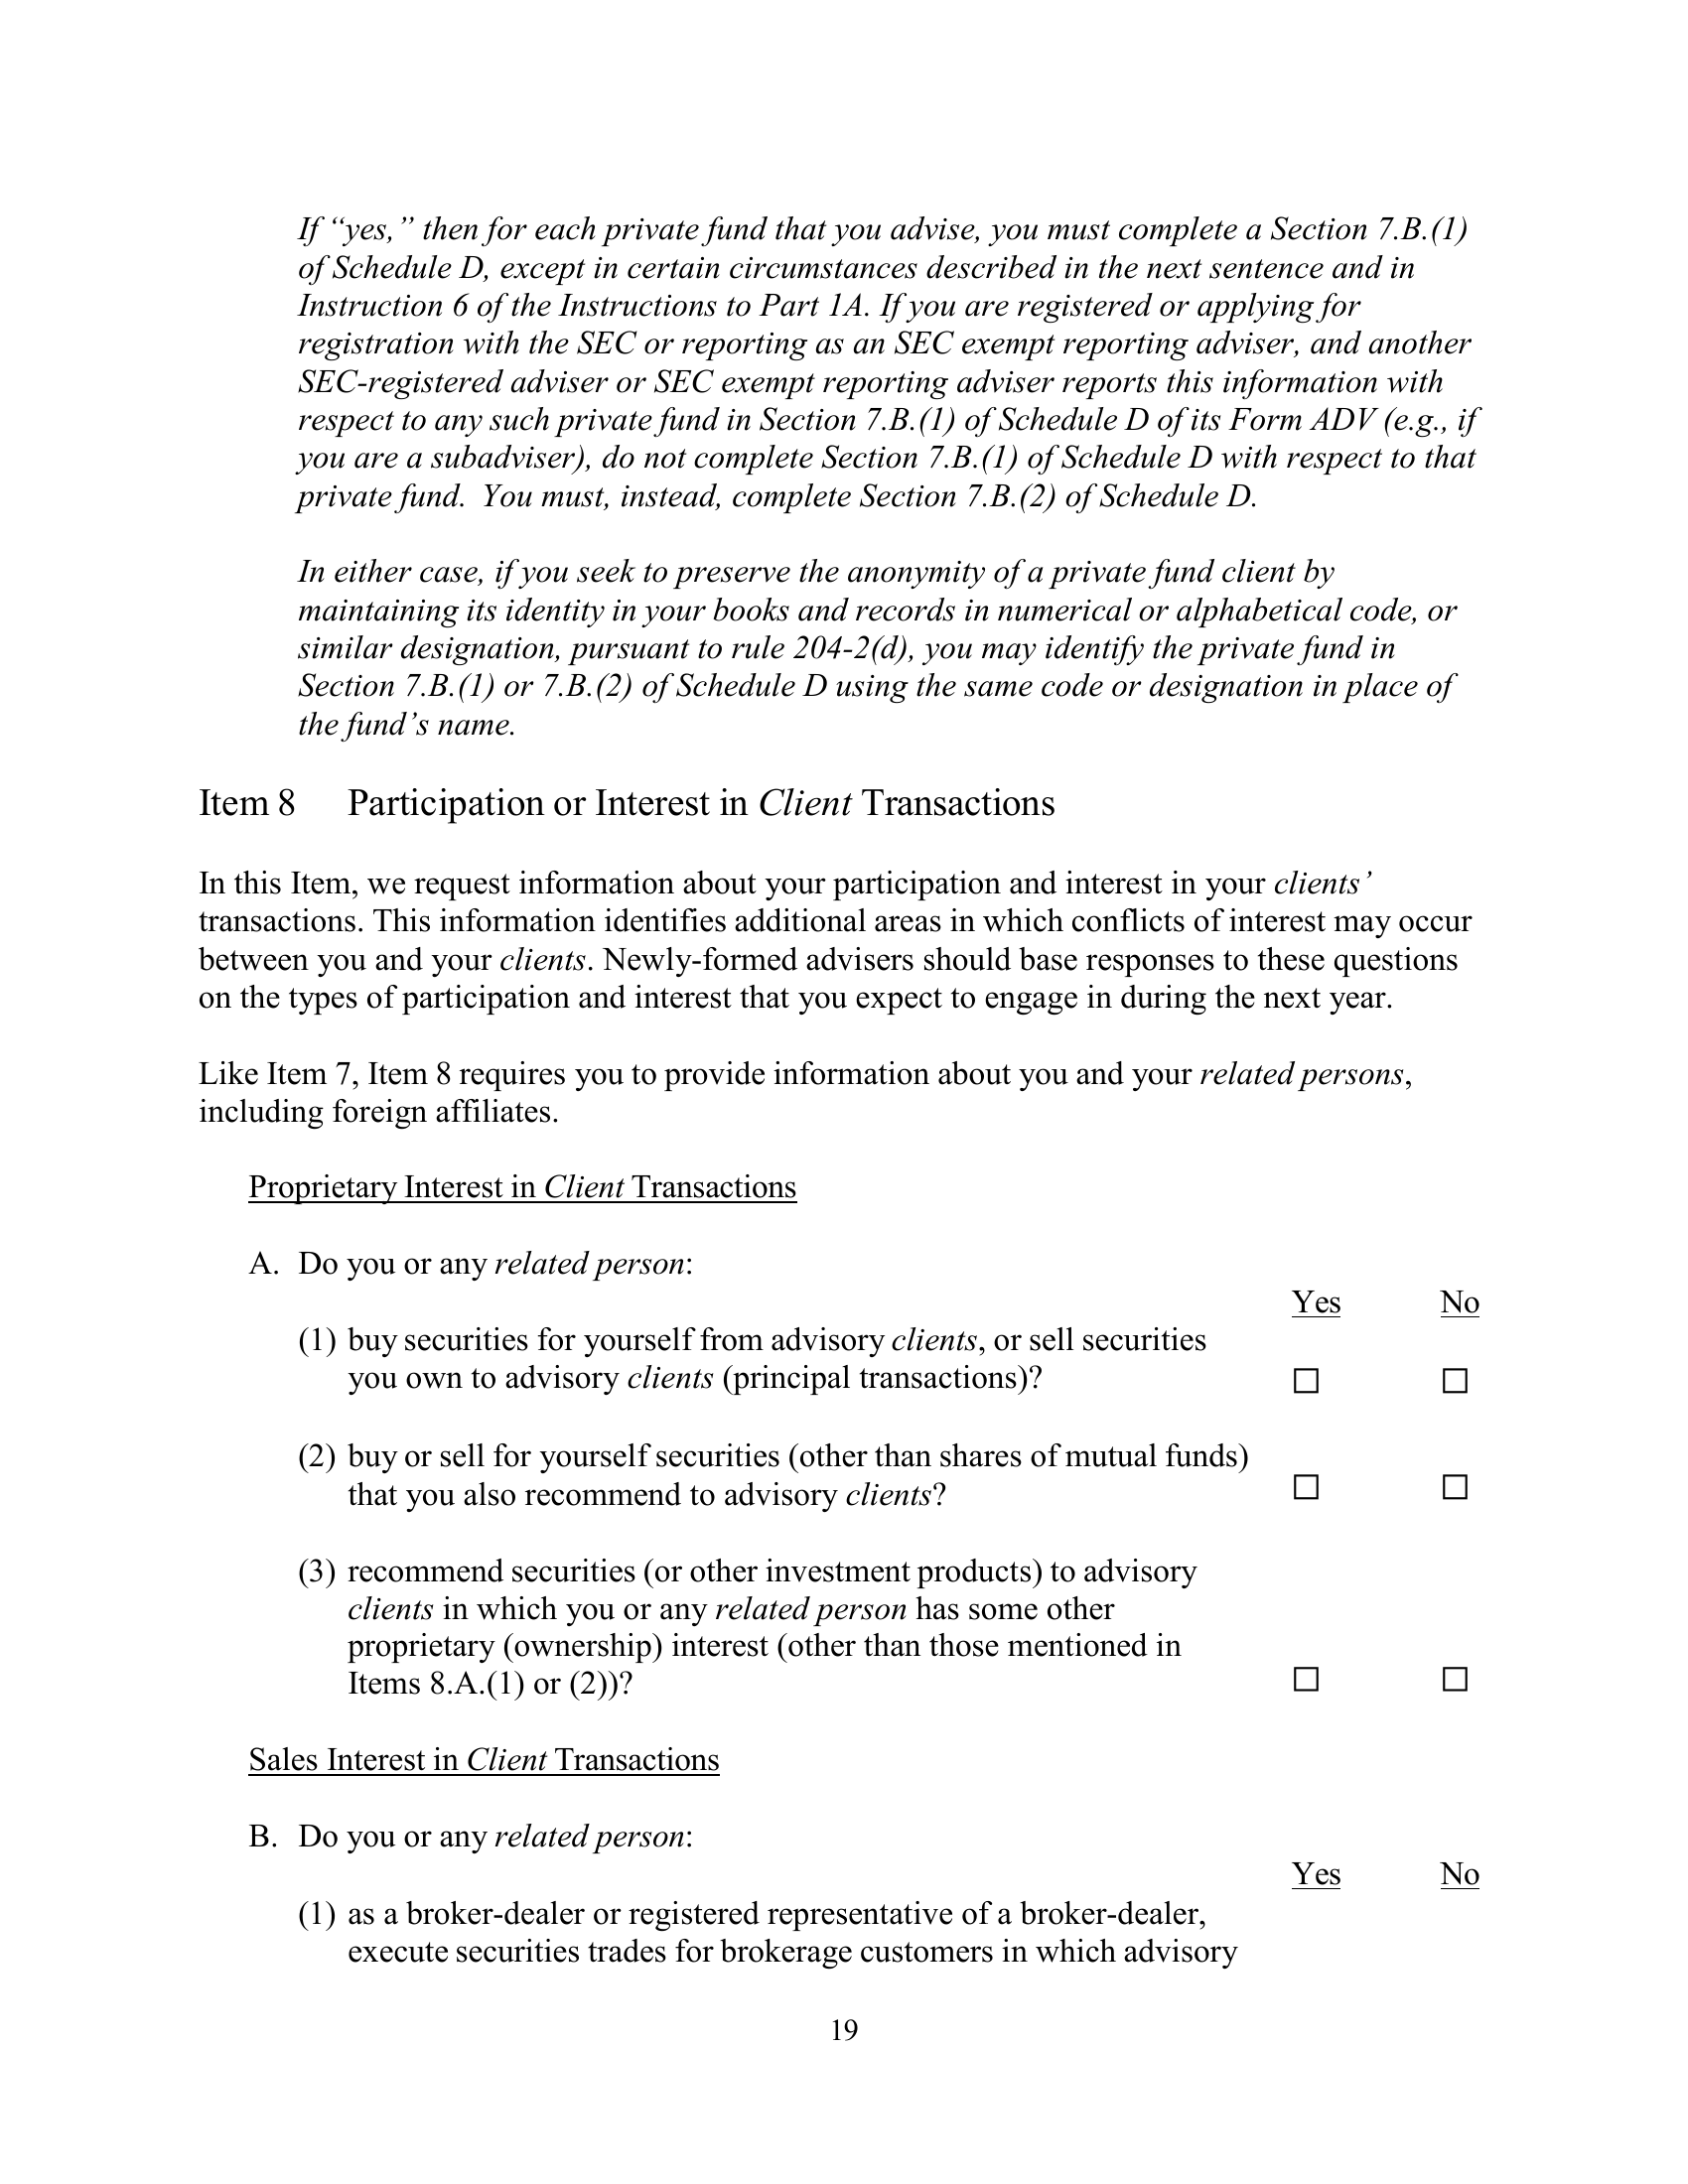 If “yes,” then for each private fund that you advise, you must complete a Section 7.B.(1)
of Schedule D, except in certain circumstances described in the next sentence and in
Instruction 6 of the Instructions to Part 1A. If you are registered or applying for
registration with the SEC or reporting as an SEC exempt reporting adviser, and another
SEC-registered adviser or SEC exempt reporting adviser reports this information with
respect to any such private fund in Section 7.B.(1) of Schedule D of its Form ADV (e.g., if
you are a subadviser), do not complete Section 7.B.(1) of Schedule D with respect to that
private fund.  You must, instead, complete Section 7.B.(2) of Schedule D.
In either case, if you seek to preserve the anonymity of a private fund client by
maintaining its identity in your books and records in numerical or alphabetical code, or
similar designation, pursuant to rule 204-2(d), you may identify the private fund in
Section 7.B.(1) or 7.B.(2) of Schedule D using the same code or designation in place of
the fund’s name.
Item 8 Participation or Interest in Client Transactions
In this Item, we request information about your participation and interest in your clients’
transactions. This information identifies additional areas in which conflicts of interest may occur
between you and your clients. Newly-formed advisers should base responses to these questions
on the types of participation and interest that you expect to engage in during the next year.
Like Item 7, Item 8 requires you to provide information about you and your related persons,
including foreign affiliates.
Proprietary Interest in Client Transactions
A. Do you or any related person:
Yes No
(1) buy securities for yourself from advisory clients, or sell securities
you own to advisory clients (principal transactions)? ☐ ☐
(2) buy or sell for yourself securities (other than shares of mutual funds)
that you also recommend to advisory clients? ☐ ☐
(3) recommend securities (or other investment products) to advisory
clients in which you or any related person has some other
proprietary (ownership) interest (other than those mentioned in
Items 8.A.(1) or (2))? ☐ ☐
Sales Interest in Client Transactions
B. Do you or any related person:
Yes No
(1) as a broker-dealer or registered representative of a broker-dealer,
execute securities trades for brokerage customers in which advisory
19